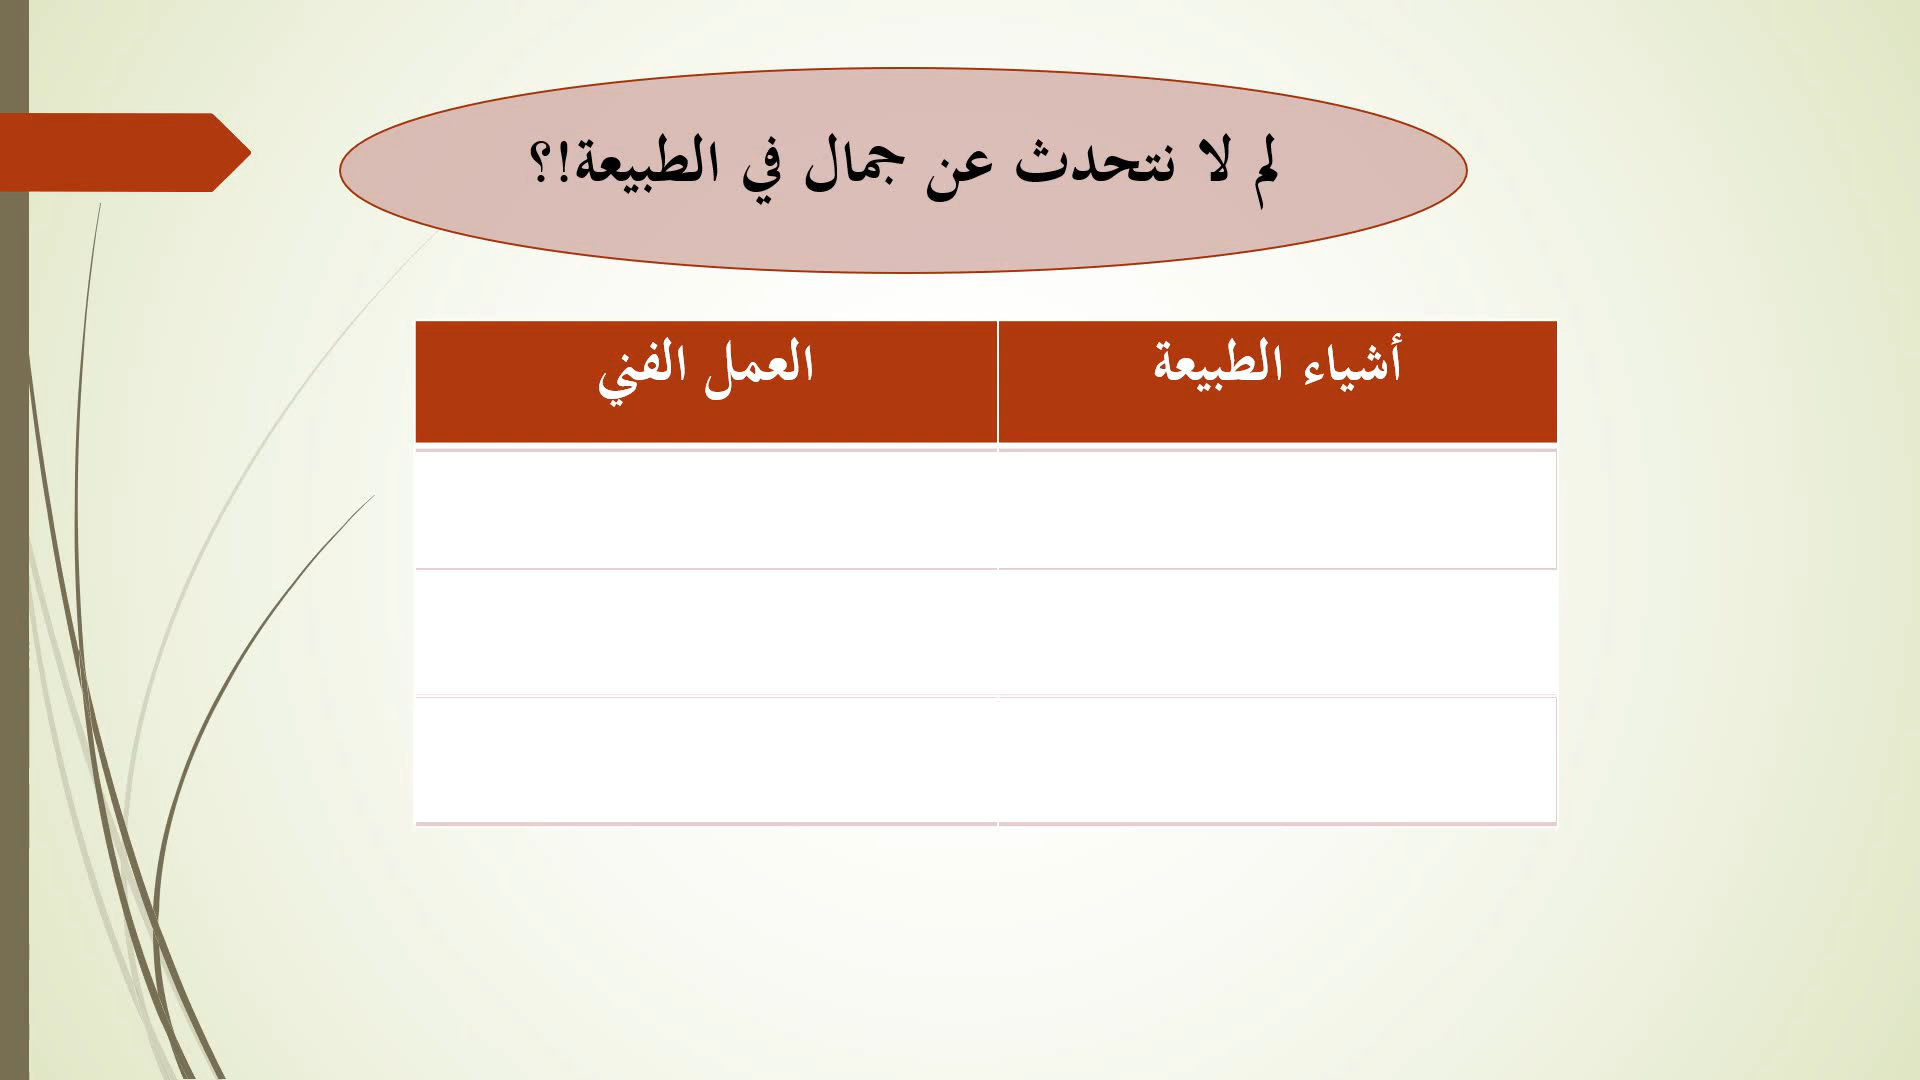 لم لا نتحدث عن جمال في الطبيعة!؟
أشياء الطبيعة
العمل الفني